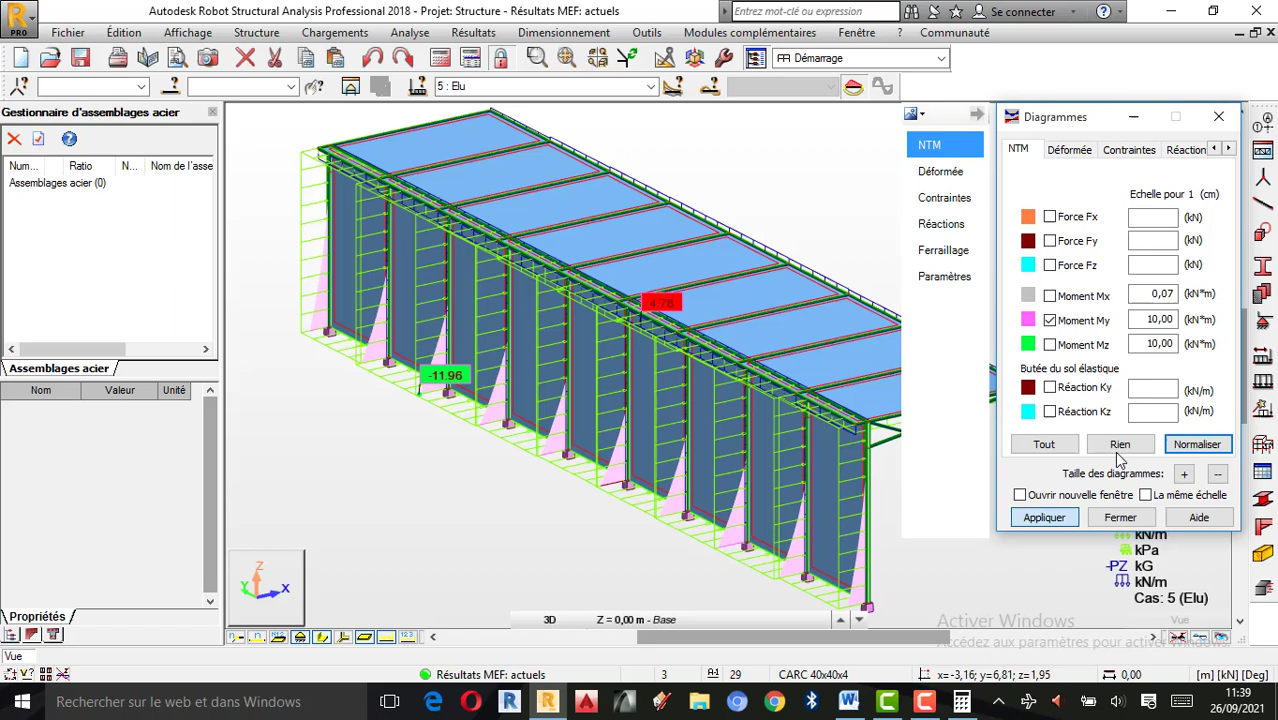 PRO
Autodesk Robot Structural Analysis Professional 2018 - Projet: Structure - Résultats MEF: actuels
Entrez mot-clé ou expression
Se connecter
Fichier Édition Affichage Structure Chargements Analyse Résultats Dimensionnement Outils Modules complémentaires Fenêtre ? Communauté
Démarrage
5 : Elu
Gestionnaire d'assemblages acier
Num... Ratio N... Nom de l'asse
Assemblages acier (0)
Assemblages acier
Nom Valeur Unité
Propriétés
4.78
-11.96
Z
Y X
NTM
Déformée
Contraintes
Réactions
Ferraillage
Paramètres
Diagrammes
NTM Déformée Contraintes Réaction
Echelle pour 1 (cm)
Force Fx (kN)
Force Fy (kN)
Force Fz (kN)
Moment Mx 0,07 (kN*m)
Moment My 10,00 (kN*m)
Moment Mz 10,00 (kN*m)
Butée du sol élastique
Réaction Ky (kN/m)
Réaction Kz (kN/m)
Tout Rien Normaliser
Taille des diagrammes: + --
Ouvrir nouvelle fenêtre La même échelle
Appliquer Fermer Aide
kN/m
kPa
-PZ kG
kN/m
Cas: 5 (Elu)
3D Z = 0,00 m - Base
Vue
Activer Windows
Accédez aux paramètres pour activer Windows
Vue
Résultats MEF: actuels 3 29 CARC 40x40x4 x=-3,16; y=6,81; z=1,95 0,00 [m] [kN] [Deg]
Rechercher sur le web et dans Windows
11:39
26/09/2021